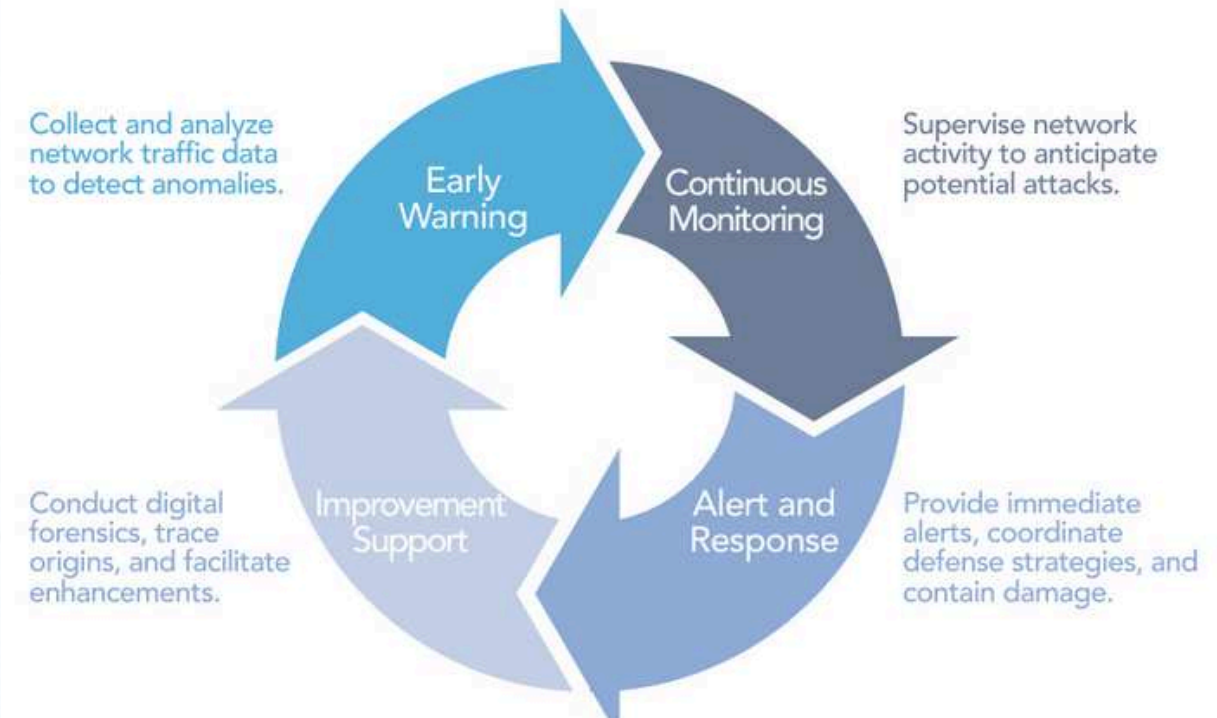 Collect and analyze
network traffic data
to detect anomalies.
Early
Warning
Continuous
Monitoring
Supervise network
activity to anticipate
potential attacks.
Conduct digital
forensics, trace
origins, and facilitate
enhancements.
Improvement
Support
Alert and
Response
Provide immediate
alerts, coordinate
defense strategies, and
contain damage.